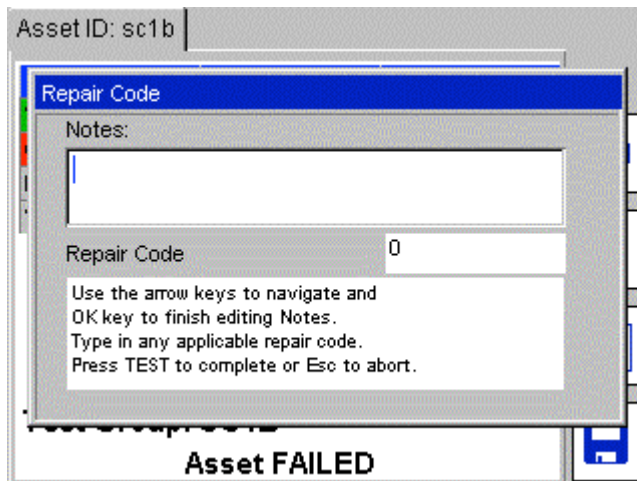 Asset ID: sc1b
Repair Code
Notes:
Repair Code
0
Use the arrow keys to navigate and
OK key to finish editing Notes.
Type in any applicable repair code.
Press TEST to complete or Esc to abort.
Asset FAILED